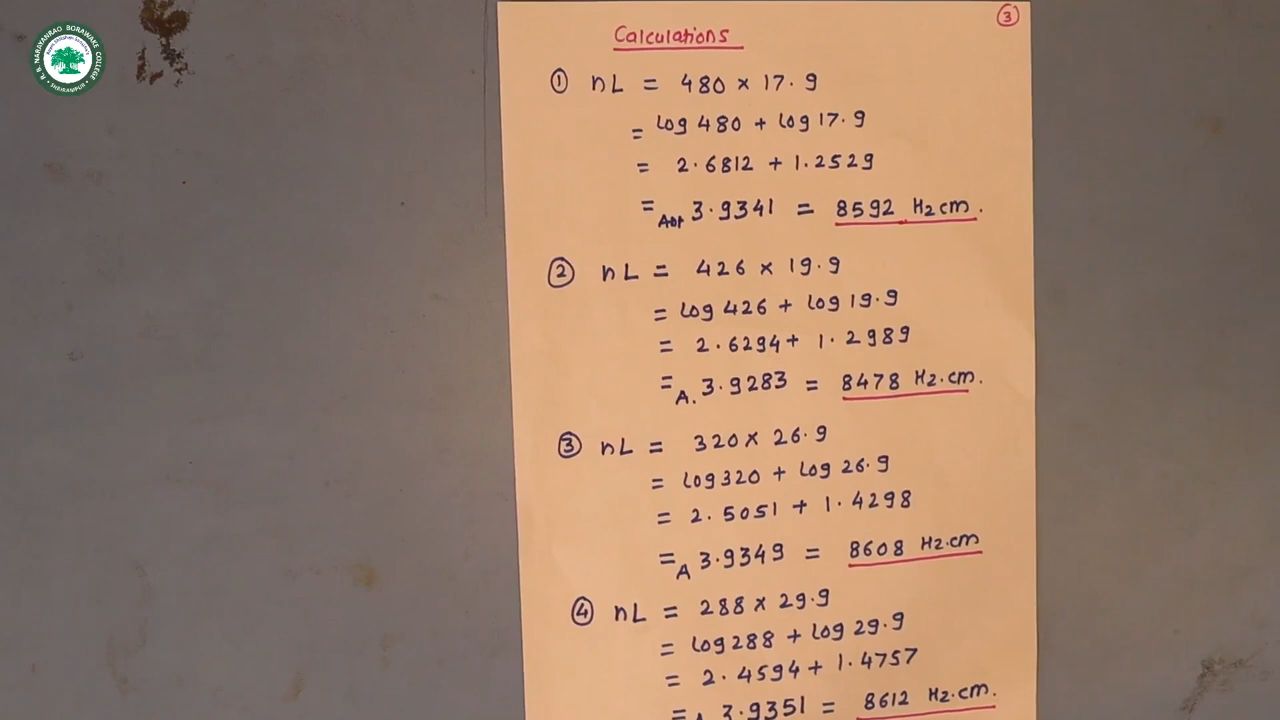 R. B. NARAYANRAO BORAWAKE COLLEGE
SHRIRAMPUR
3
Calculations
① nL = 480 × 17.9
= log 480 + log 17.9
= 2.6812 + 1.2529
= 3.9341 = 8592 Hz cm.
② nL = 426 × 19.9
= log 426 + log 19.9
= 2.6294 + 1.2989
= A. 3.9283 = 8478 Hz.cm.
③ nL = 320 × 26.9
= log 320 + log 26.9
= 2.5051 + 1.4298
= A 3.9349 = 8608 Hz.cm
④ nL = 288 × 29.9
= log 288 + log 29.9
= 2.4594 + 1.4757
= 3.9351 = 8612 Hz.cm.